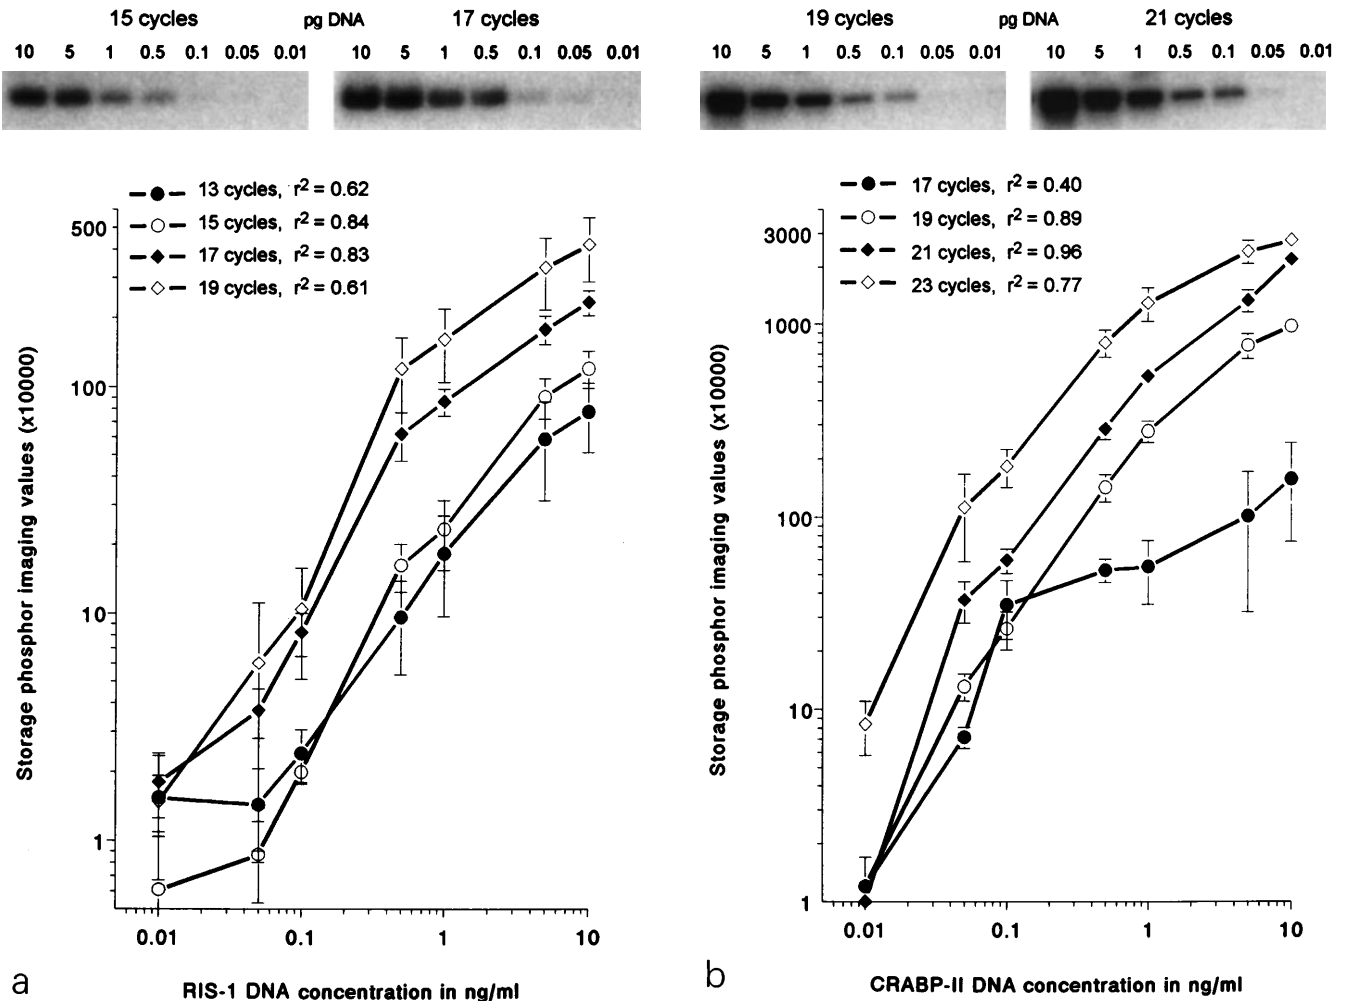 15 cycles pg DNA 17 cycles
10 5 1 0.5 0.1 0.05 0.01 10 5 1 0.5 0.1 0.05 0.01
19 cycles pg DNA 21 cycles
10 5 1 0.5 0.1 0.05 0.01 10 5 1 0.5 0.1 0.05 0.01
13 cycles, r² = 0.62
15 cycles, r² = 0.84
17 cycles, r² = 0.83
19 cycles, r² = 0.61
500
100
10
1
Storage phosphor imaging values (x10000)
0.01 0.1 1 10
a
RIS-1 DNA concentration in ng/ml
17 cycles, r² = 0.40
19 cycles, r² = 0.89
21 cycles, r² = 0.96
23 cycles, r² = 0.77
3000
1000
100
10
1
Storage phosphor imaging values (x10000)
0.01 0.1 1 10
b
CRABP-II DNA concentration in ng/ml